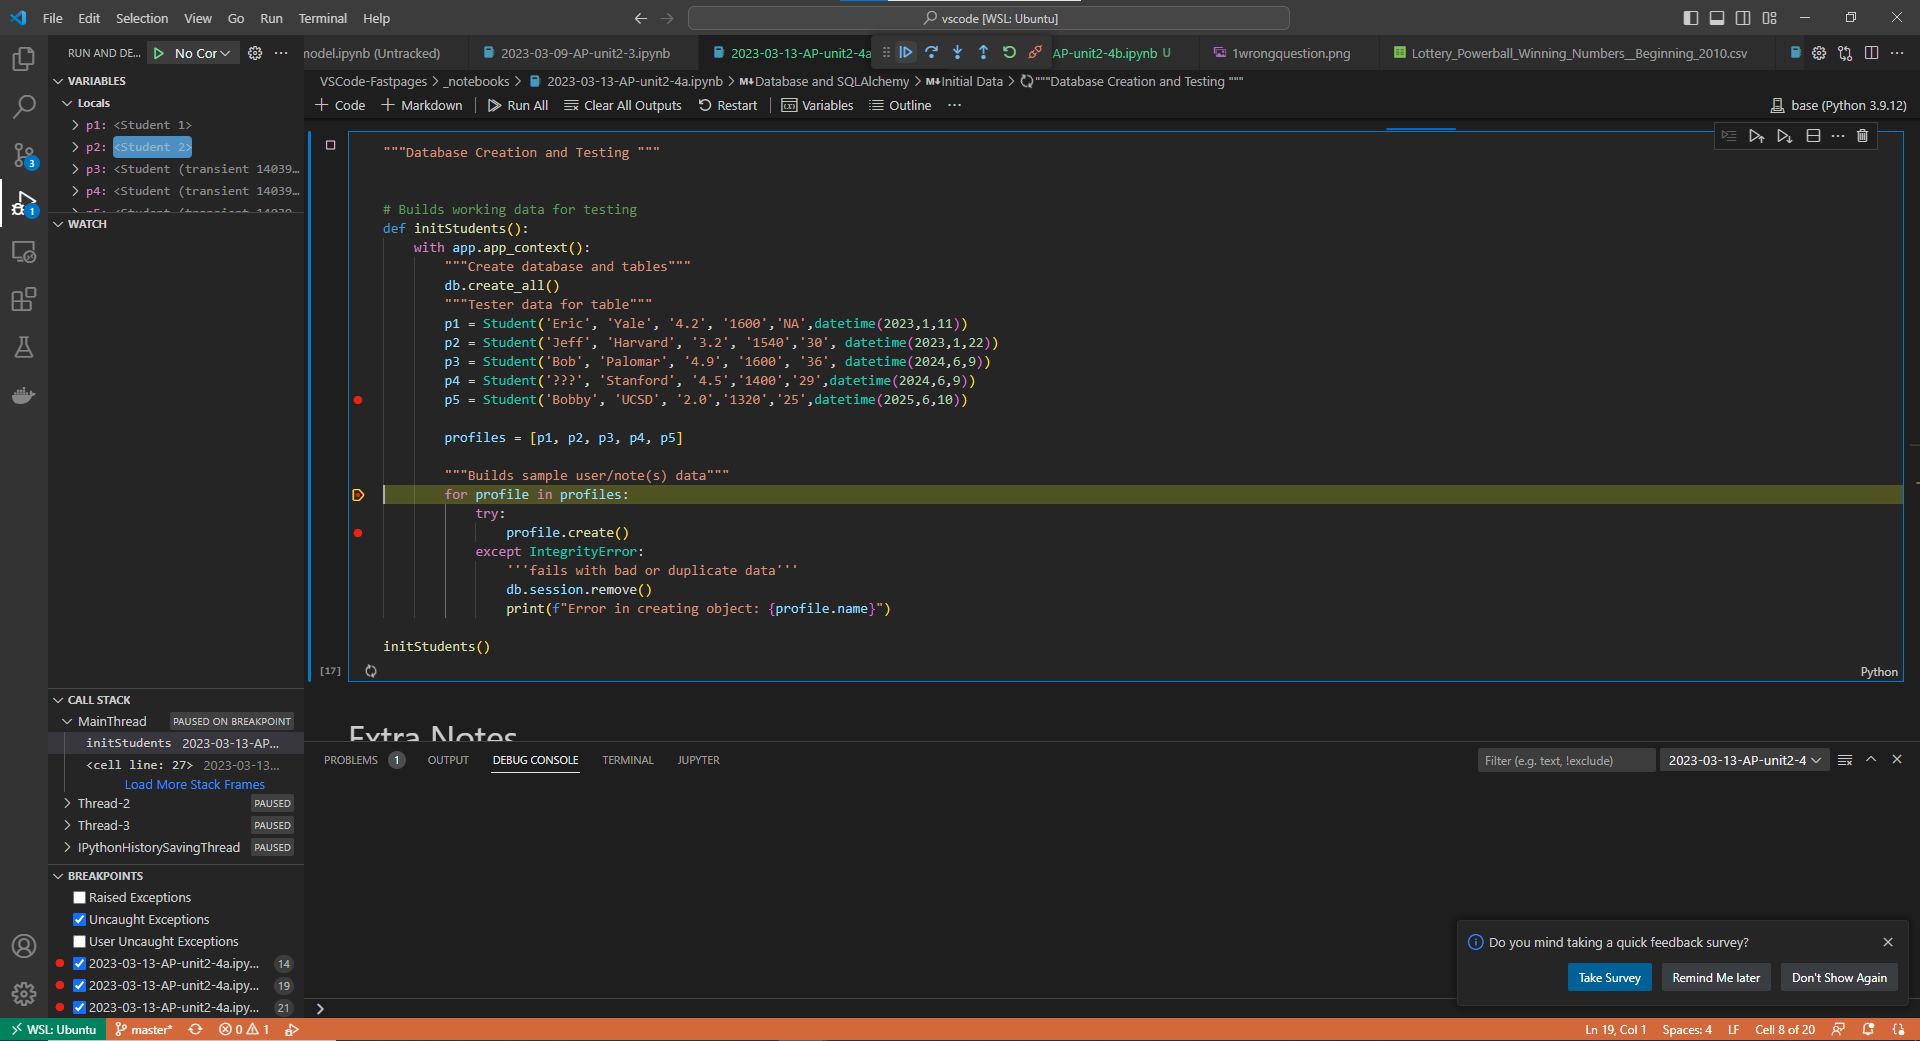 File Edit Selection View Go Run Terminal Help
vscode [WSL: Ubuntu]
RUN AND DE... No Cor
model.ipynb (Untracked) 2023-03-09-AP-unit2-3.ipynb 2023-03-13-AP-unit2-4a AP-unit2-4b.ipynb U 1wrongquestion.png Lottery_Powerball_Winning_Numbers__Beginning_2010.csv
VSCode-Fastpages > _notebooks > 2023-03-13-AP-unit2-4a.ipynb > M↓Database and SQLAlchemy > M↓Initial Data > """Database Creation and Testing """
+ Code + Markdown Run All Clear All Outputs Restart Variables Outline ...
base (Python 3.9.12)
VARIABLES
Locals
p1: <Student 1>
p2: <Student 2>
p3: <Student (transient 14039...
p4: <Student (transient 14039...
p5: <Student (transient 14039...
WATCH
CALL STACK
MainThread PAUSED ON BREAKPOINT
initStudents 2023-03-13-AP...
<cell line: 27> 2023-03-13...
Load More Stack Frames
Thread-2 PAUSED
Thread-3 PAUSED
IPythonHistorySavingThread PAUSED
BREAKPOINTS
Raised Exceptions
Uncaught Exceptions
User Uncaught Exceptions
2023-03-13-AP-unit2-4a.ipy... 14
2023-03-13-AP-unit2-4a.ipy... 19
2023-03-13-AP-unit2-4a.ipy... 21
3
1
"""Database Creation and Testing """
# Builds working data for testing
def initStudents():
with app.app_context():
"""Create database and tables"""
db.create_all()
"""Tester data for table"""
p1 = Student('Eric', 'Yale', '4.2', '1600','NA',datetime(2023,1,11))
p2 = Student('Jeff', 'Harvard', '3.2', '1540','30', datetime(2023,1,22))
p3 = Student('Bob', 'Palomar', '4.9', '1600', '36', datetime(2024,6,9))
p4 = Student('???', 'Stanford', '4.5','1400','29',datetime(2024,6,9))
p5 = Student('Bobby', 'UCSD', '2.0','1320','25',datetime(2025,6,10))
profiles = [p1, p2, p3, p4, p5]
"""Builds sample user/note(s) data"""
for profile in profiles:
try:
profile.create()
except IntegrityError:
'''fails with bad or duplicate data'''
db.session.remove()
print(f"Error in creating object: {profile.name}")
initStudents()
[17]
Python
Extra Notes
PROBLEMS 1 OUTPUT DEBUG CONSOLE TERMINAL JUPYTER
Filter (e.g. text, !exclude) 2023-03-13-AP-unit2-4
Do you mind taking a quick feedback survey?
Take Survey Remind Me later Don't Show Again
WSL: Ubuntu master* 0 1
Ln 19, Col 1 Spaces: 4 LF Cell 8 of 20